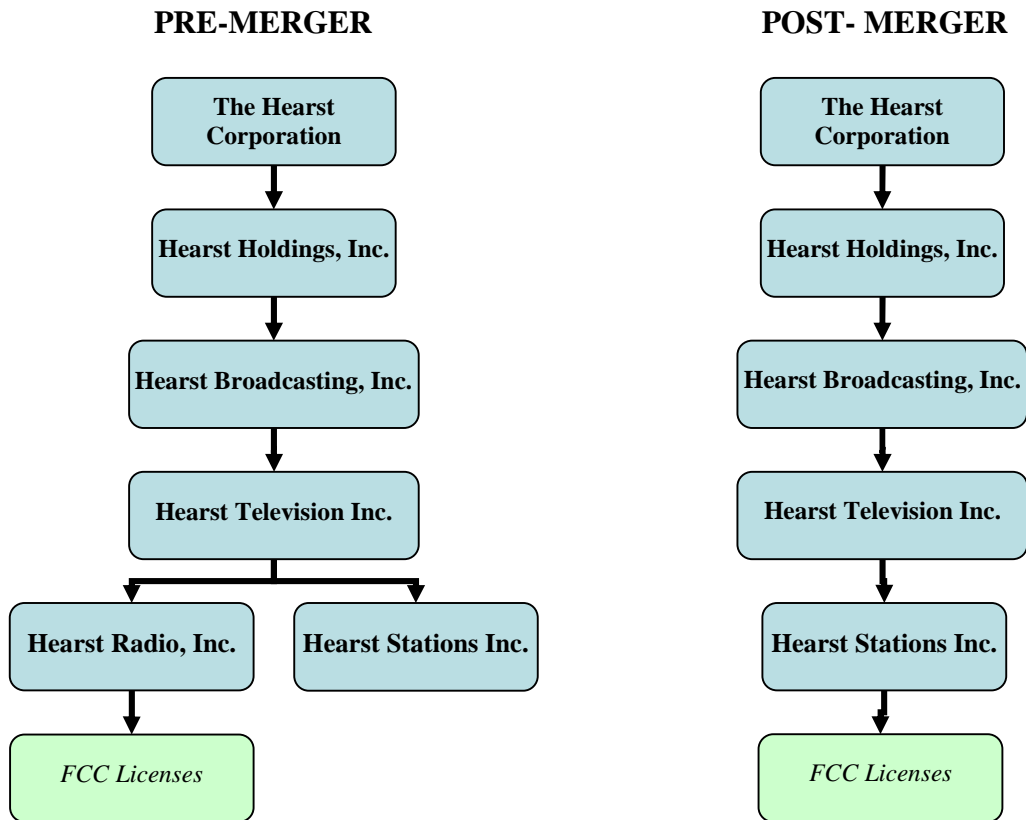 PRE-MERGER
The Hearst
Corporation
Hearst Holdings, Inc.
Hearst Broadcasting, Inc.
Hearst Television Inc.
Hearst Radio, Inc.
Hearst Stations Inc.
FCC Licenses
POST- MERGER
The Hearst
Corporation
Hearst Holdings, Inc.
Hearst Broadcasting, Inc.
Hearst Television Inc.
Hearst Stations Inc.
FCC Licenses